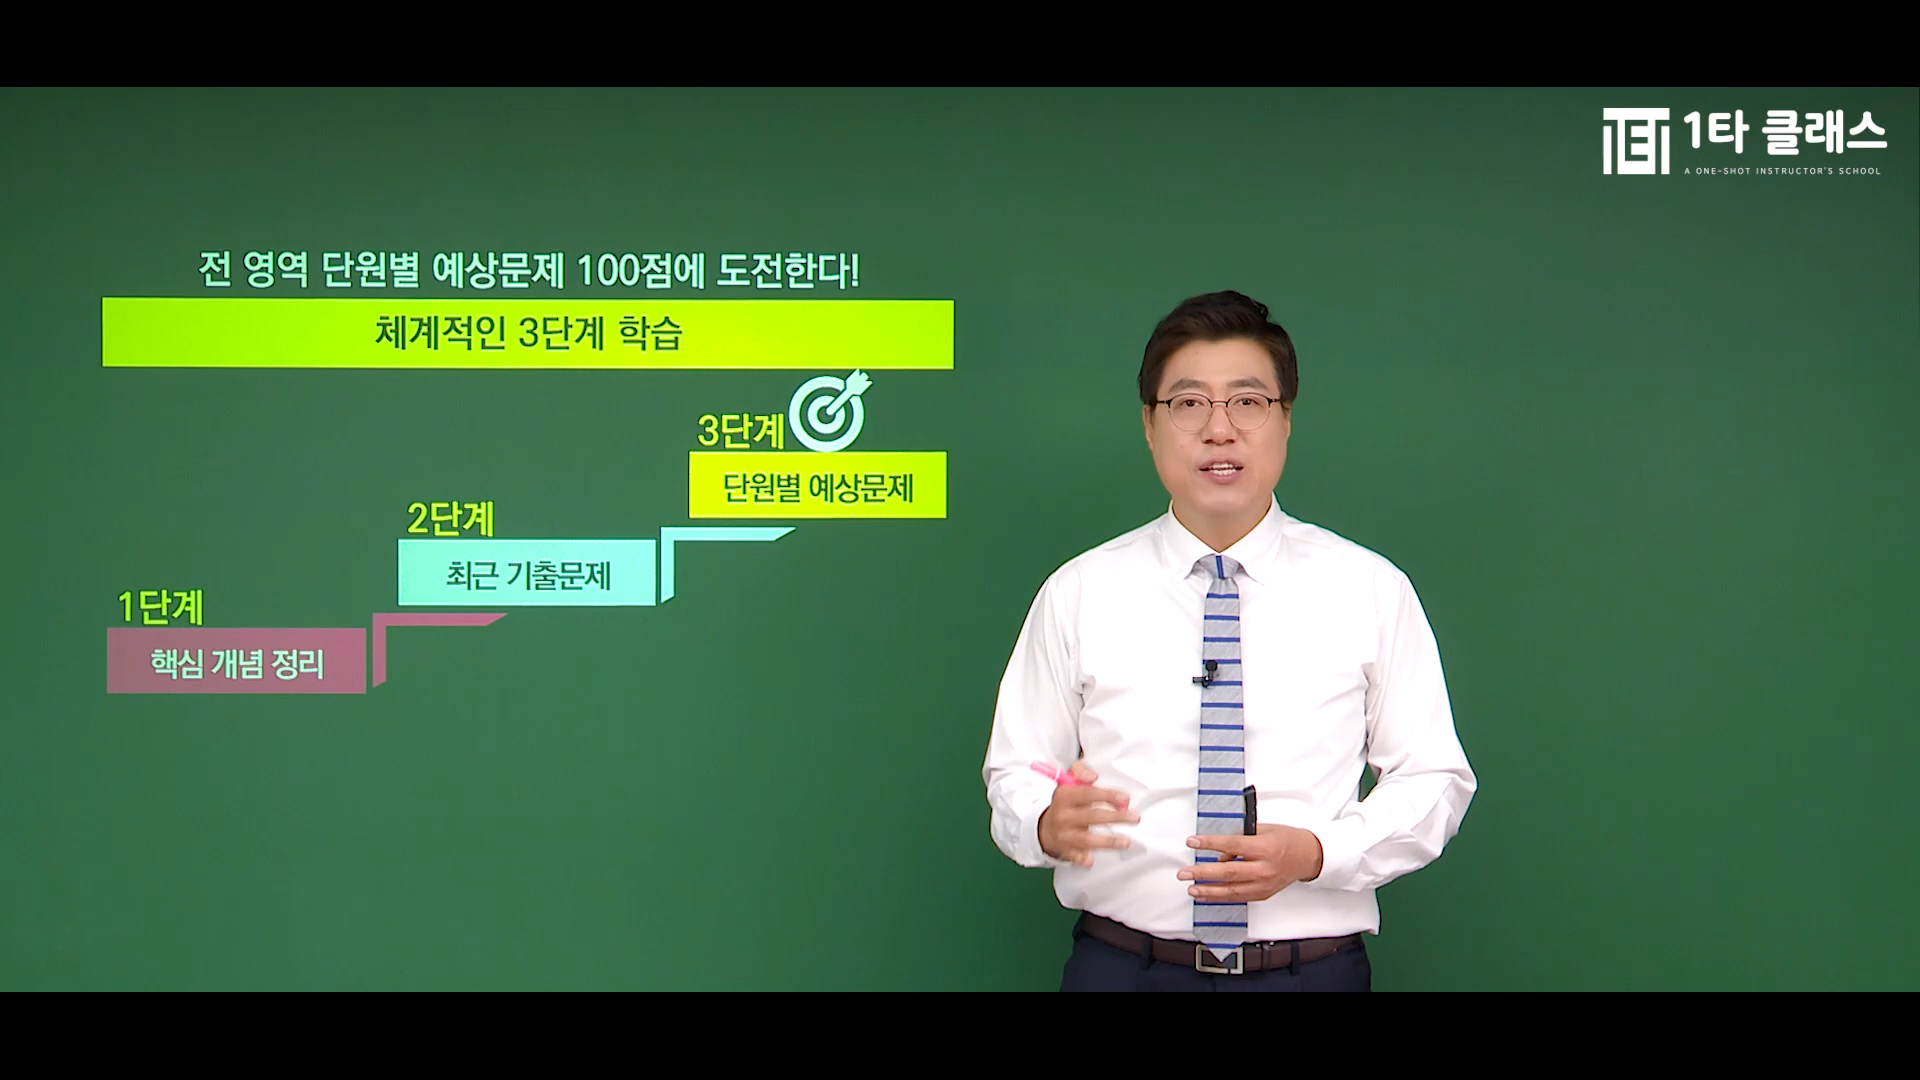 1타 클래스
A ONE-SHOT INSTRUCTOR'S SCHOOL
전 영역 단원별 예상문제 100점에 도전한다!
체계적인 3단계 학습
3단계
단원별 예상문제
2단계
최근 기출문제
1단계
핵심 개념 정리